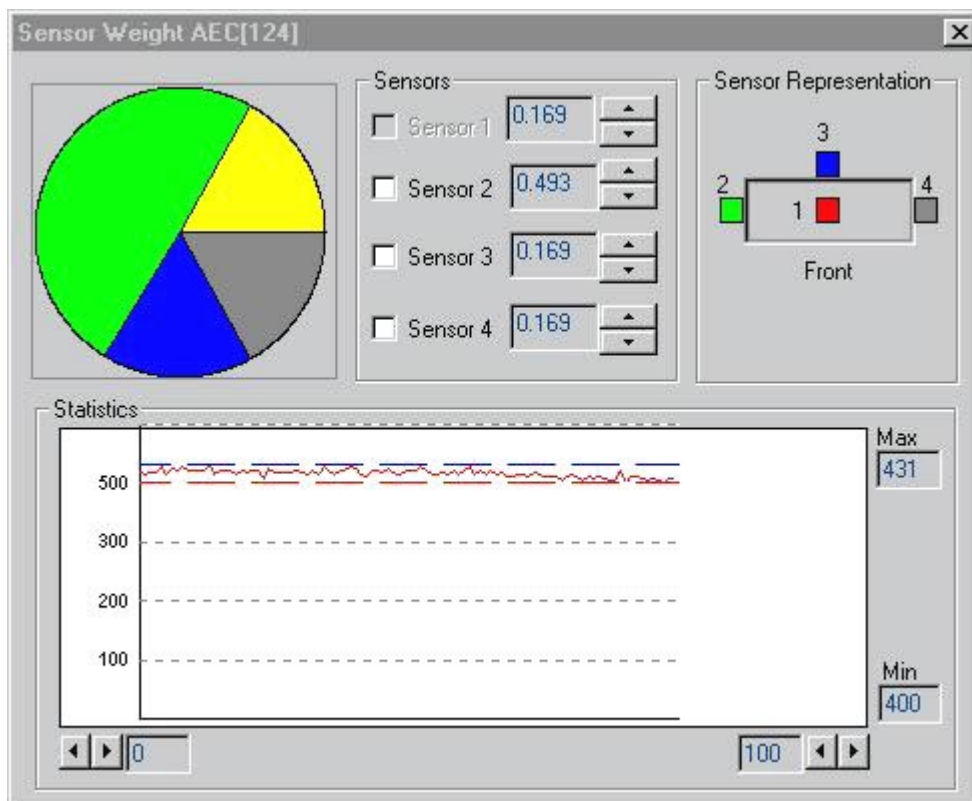 Sensor Weight AEC[124]
Sensors
Sensor 1 0.169
Sensor 2 0.493
Sensor 3 0.169
Sensor 4 0.169
Sensor Representation
3
2 4
1
Front
Statistics
500
300
200
100
Max
431
Min
400
0 100